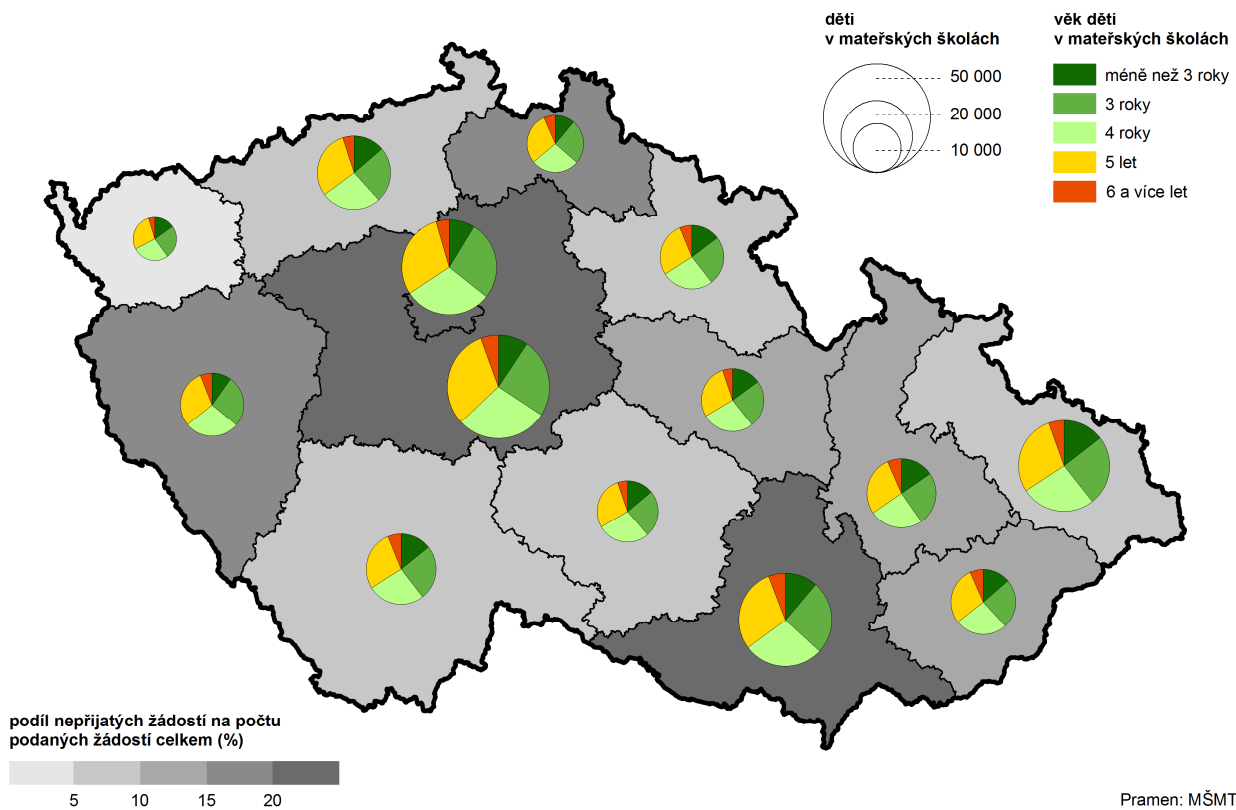 děti
v mateřských školách
50 000
20 000
10 000
věk dětí
v mateřských školách
méně než 3 roky
3 roky
4 roky
5 let
6 a více let
podíl nepřijatých žádostí na počtu
podaných žádostí celkem (%)
5 10 15 20
Pramen: MŠMT